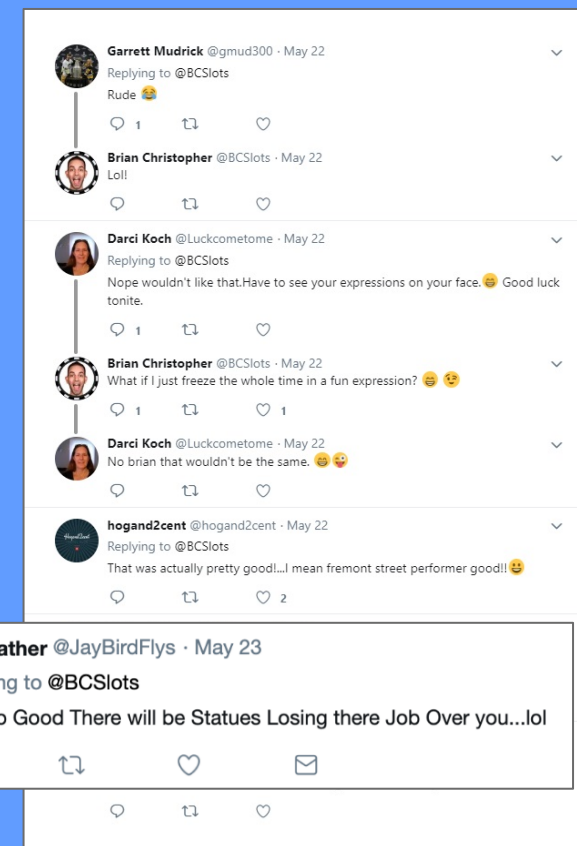 Garrett Mudrick @gmud300 · May 22
Replying to @BCSlots
Rude 😂
1
Brian Christopher @BCSlots · May 22
Lol!
Darci Koch @Luckcometome · May 22
Replying to @BCSlots
Nope wouldn't like that.Have to see your expressions on your face.😁 Good luck
tonite.
1
Brian Christopher @BCSlots · May 22
What if I just freeze the whole time in a fun expression? 😁 😉
1 1
Darci Koch @Luckcometome · May 22
No brian that wouldn't be the same. 😁😜
hogand2cent @hogand2cent · May 22
Replying to @BCSlots
That was actually pretty good!...I mean fremont street performer good!!😀
2
ather @JayBirdFlys · May 23
ng to @BCSlots
o Good There will be Statues Losing there Job Over you...lol